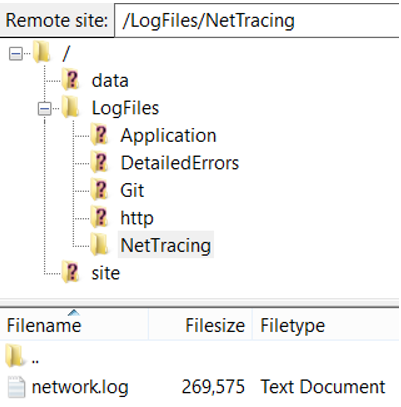 Remote site: /LogFiles/NetTracing
/
data
LogFiles
Application
DetailedErrors
Git
http
NetTracing
site
Filename Filesize Filetype
..
network.log 269,575 Text Document